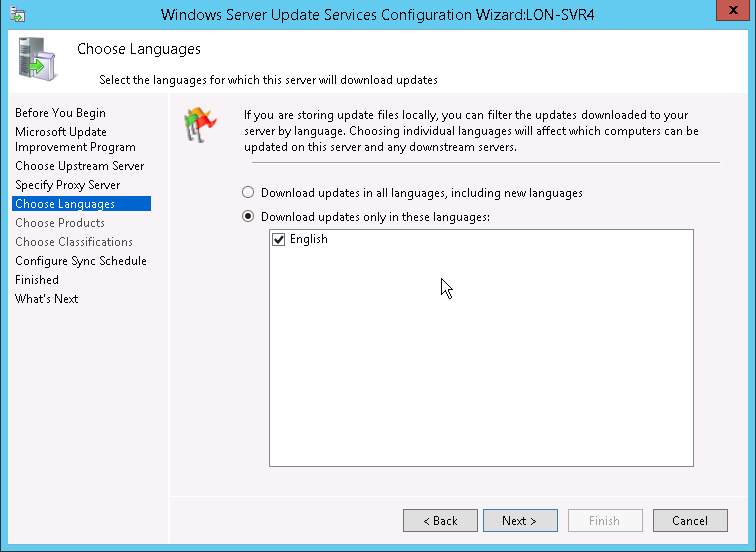 Windows Server Update Services Configuration Wizard:LON-SVR4
x
Choose Languages
Select the languages for which this server will download updates
Before You Begin
Microsoft Update
Improvement Program
Choose Upstream Server
Specify Proxy Server
Choose Languages
Choose Products
Choose Classifications
Configure Sync Schedule
Finished
What's Next
If you are storing update files locally, you can filter the updates downloaded to your
server by language. Choosing individual languages will affect which computers can be
updated on this server and any downstream servers.
Download updates in all languages, including new languages
Download updates only in these languages:
English
< Back
Next >
Finish
Cancel